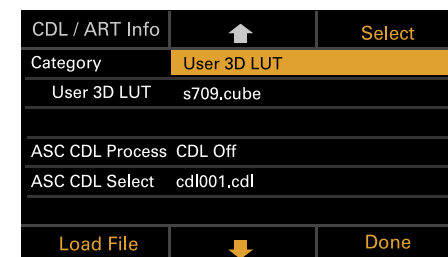 CDL / ART Info Select
Category User 3D LUT
User 3D LUT s709.cube
ASC CDL Process CDL Off
ASC CDL Select cdl001.cdl
Load File Done